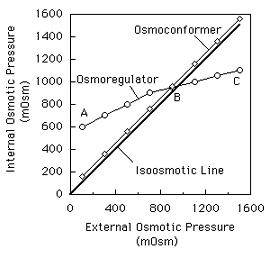 1600
1400
1200
1000
800
600
400
200
0
Internal Osmotic Pressure
(mOsm)
Osmoconformer
Osmoregulator
A
B
C
Isoosmotic Line
0
400
800
1200
1600
External Osmotic Pressure
(mOsm)